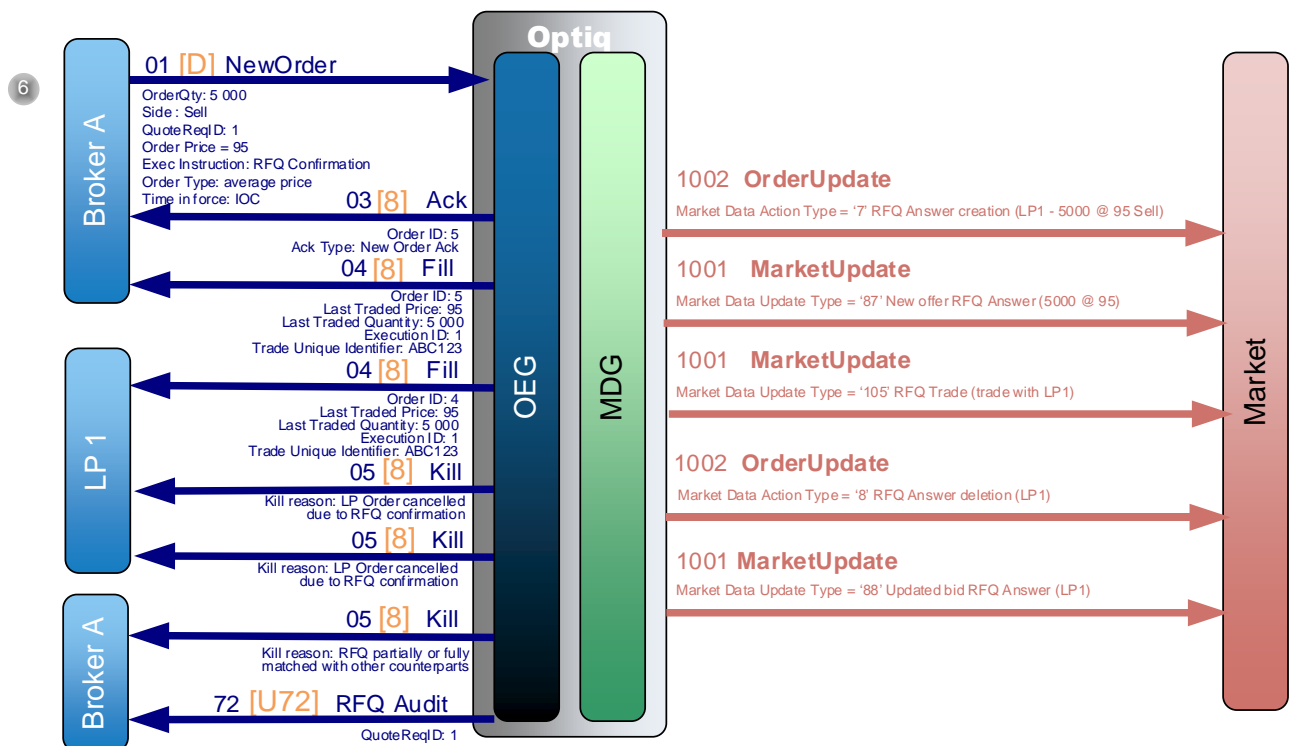 Optiq
6
Broker A
01 [D] NewOrder
OrderQty: 5 000
Side : Sell
QuoteReqID: 1
Order Price = 95
Exec Instruction: RFQ Confirmation
Order Type: average price
Time in force: IOC
03 [8] Ack
Order ID: 5
Ack Type: New Order Ack
04 [8] Fill
Order ID: 5
Last Traded Price: 95
Last Traded Quantity: 5 000
Execution ID: 1
Trade Unique Identifier: ABC123
LP 1
04 [8] Fill
Order ID: 4
Last Traded Price: 95
Last Traded Quantity: 5 000
Execution ID: 1
Trade Unique Identifier: ABC123
05 [8] Kill
Kill reason: LP Order cancelled
due to RFQ confirmation
05 [8] Kill
Kill reason: LP Order cancelled
due to RFQ confirmation
Broker A
05 [8] Kill
Kill reason: RFQ partially or fully
matched with other counterparts
72 [U72] RFQ Audit
QuoteReqID: 1
OEG
MDG
1002 OrderUpdate
Market Data Action Type = '7' RFQ Answer creation (LP1 - 5000 @ 95 Sell)
1001 MarketUpdate
Market Data Update Type = '87' New offer RFQ Answer (5000 @ 95)
1001 MarketUpdate
Market Data Update Type = '105' RFQ Trade (trade with LP1)
1002 OrderUpdate
Market Data Action Type = '8' RFQ Answer deletion (LP1)
1001 MarketUpdate
Market Data Update Type = '88' Updated bid RFQ Answer (LP1)
Market